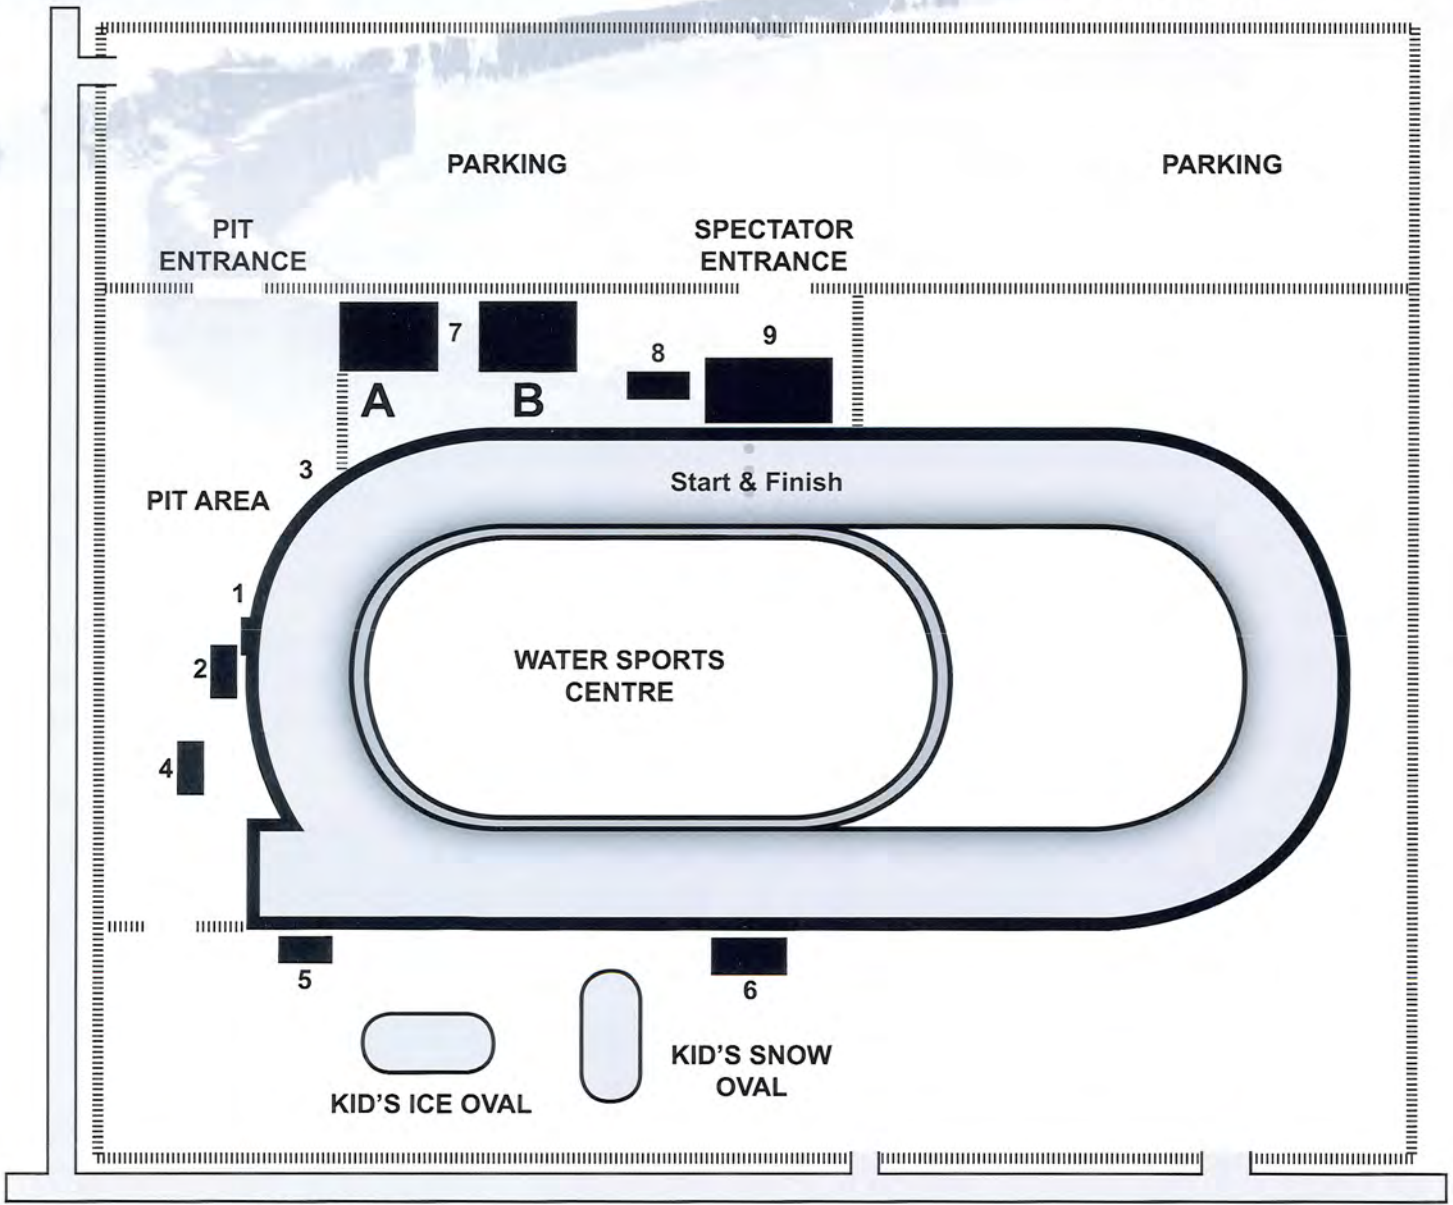 PARKING
PARKING
PIT
ENTRANCE
SPECTATOR
ENTRANCE
7
8
9
A
B
3
Start & Finish
PIT AREA
1
2
WATER SPORTS
CENTRE
4
5
6
KID'S SNOW
OVAL
KID'S ICE OVAL